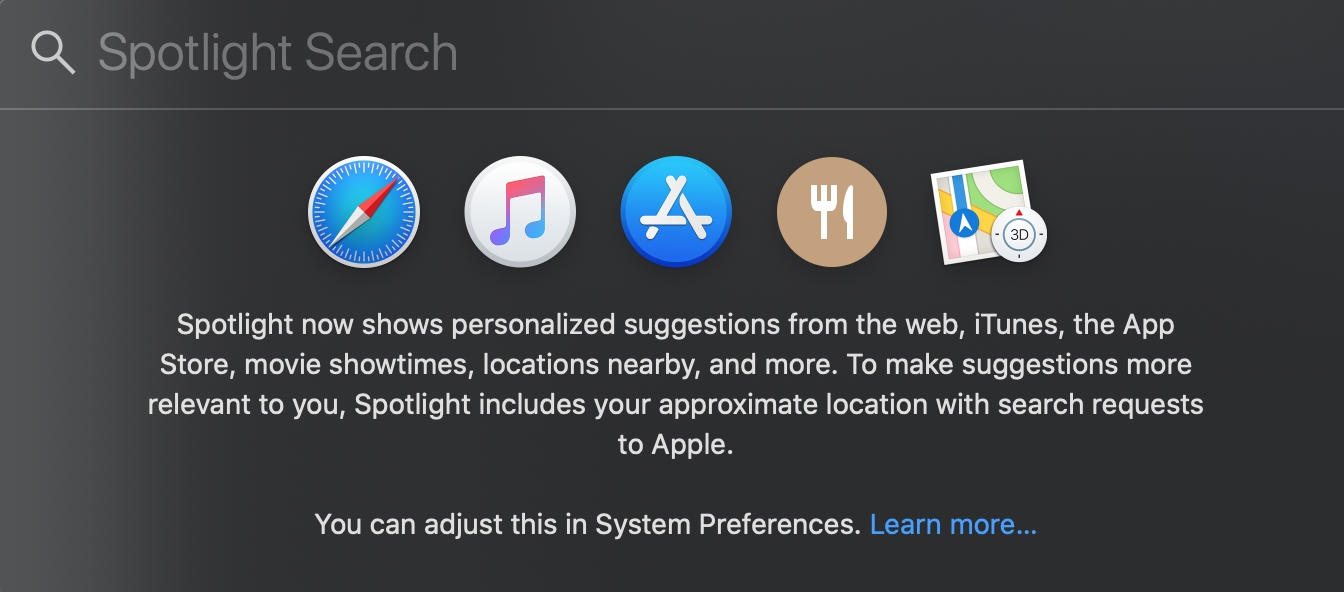 Spotlight Search
3D
Spotlight now shows personalized suggestions from the web, iTunes, the App
Store, movie showtimes, locations nearby, and more. To make suggestions more
relevant to you, Spotlight includes your approximate location with search requests
to Apple.
You can adjust this in System Preferences. Learn more...